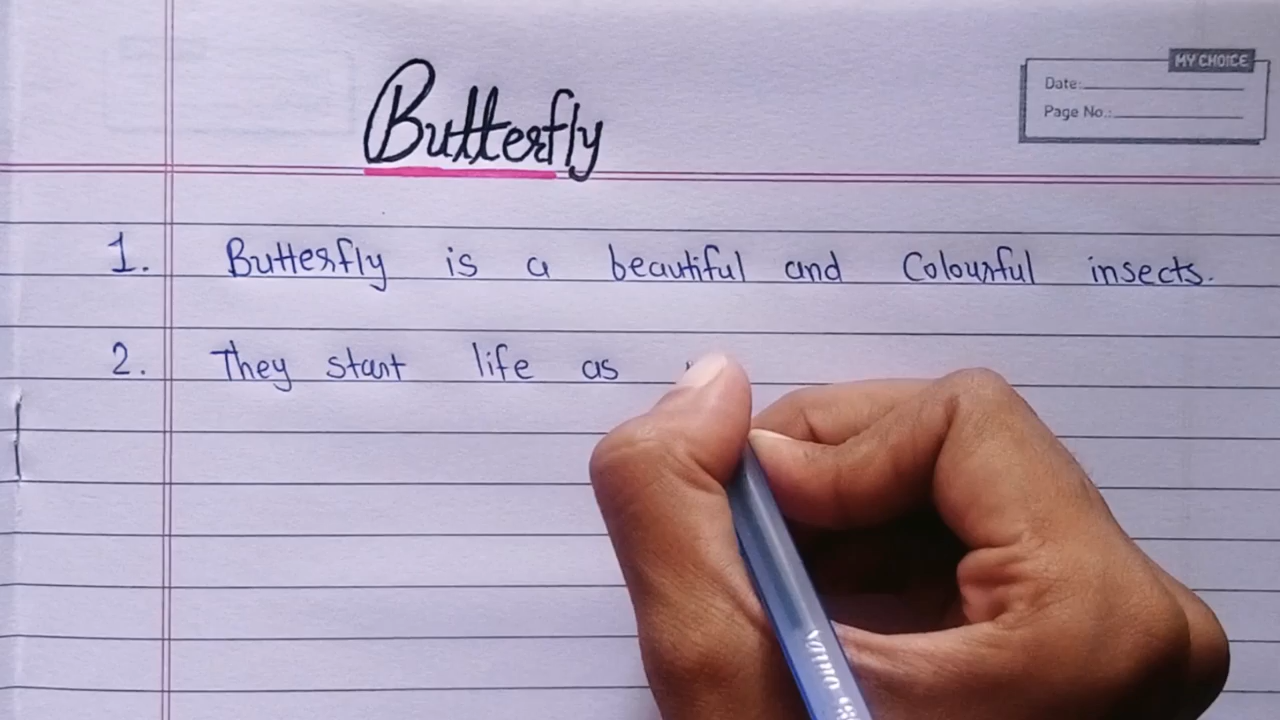 Butterfly
MY CHOICE
Date:
Page No.:
1. Butterfly is a beautiful and Colourful insects.
2. They start life as